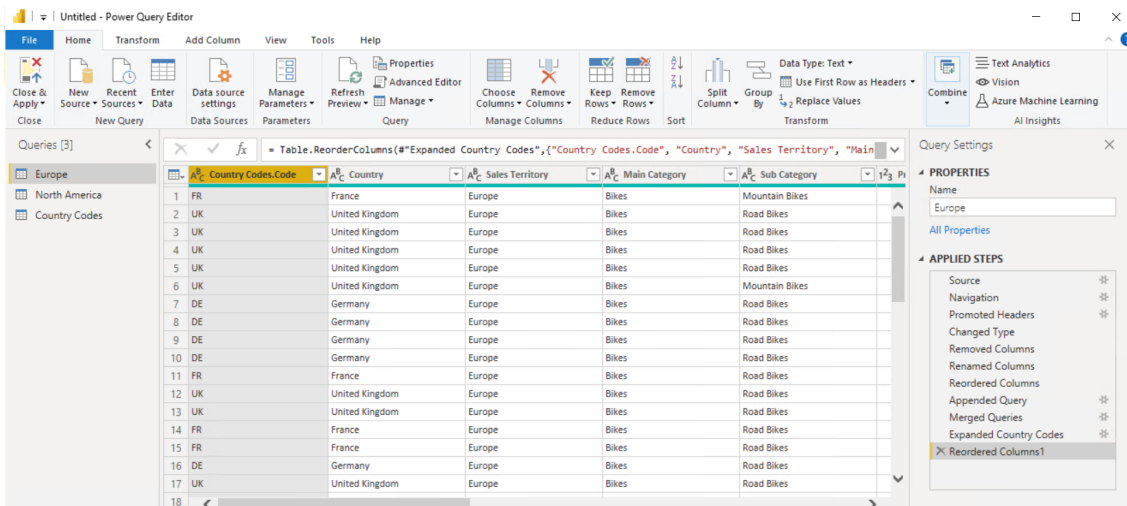 Untitled - Power Query Editor
File Home Transform Add Column View Tools Help
Close & Apply
New Source
Recent Sources
Enter Data
Data source settings
Manage Parameters
Refresh Preview
Properties
Advanced Editor
Manage
Choose Columns
Remove Columns
Keep Rows
Remove Rows
Split Column
Group By
Data Type: Text
Use First Row as Headers
Replace Values
Combine
Text Analytics
Vision
Azure Machine Learning
Close New Query Data Sources Parameters Query Manage Columns Reduce Rows Sort Transform AI Insights
Queries [3]
Europe
North America
Country Codes
fx = Table.ReorderColumns(#"Expanded Country Codes",{"Country Codes.Code", "Country", "Sales Territory", "Main
Country Codes.Code Country Sales Territory Main Category Sub Category
1 FR France Europe Bikes Mountain Bikes
2 UK United Kingdom Europe Bikes Road Bikes
3 UK United Kingdom Europe Bikes Road Bikes
4 UK United Kingdom Europe Bikes Road Bikes
5 UK United Kingdom Europe Bikes Road Bikes
6 UK United Kingdom Europe Bikes Mountain Bikes
7 DE Germany Europe Bikes Road Bikes
8 DE Germany Europe Bikes Road Bikes
9 DE Germany Europe Bikes Road Bikes
10 DE Germany Europe Bikes Road Bikes
11 FR France Europe Bikes Road Bikes
12 UK United Kingdom Europe Bikes Road Bikes
13 UK United Kingdom Europe Bikes Road Bikes
14 FR France Europe Bikes Road Bikes
15 FR France Europe Bikes Road Bikes
16 DE Germany Europe Bikes Road Bikes
17 UK United Kingdom Europe Bikes Road Bikes
18
Query Settings
PROPERTIES
Name
Europe
All Properties
APPLIED STEPS
Source
Navigation
Promoted Headers
Changed Type
Removed Columns
Renamed Columns
Reordered Columns
Appended Query
Merged Queries
Expanded Country Codes
Reordered Columns1